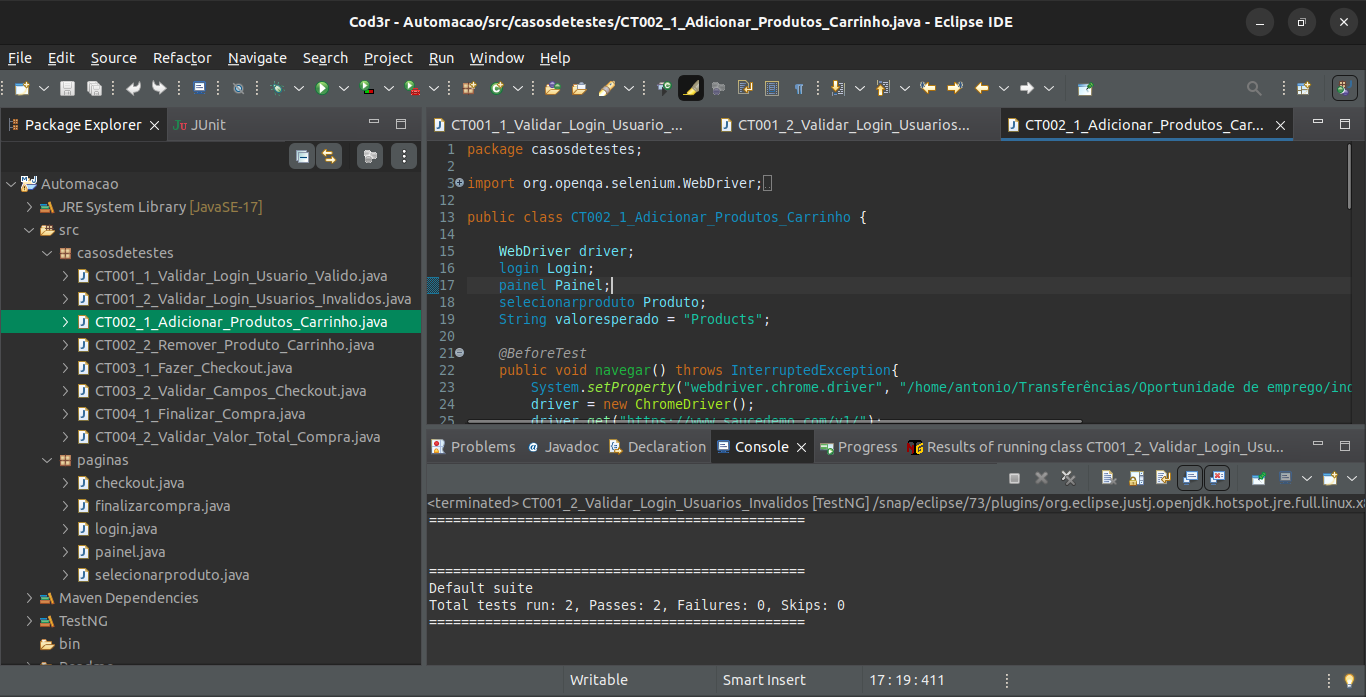 Cod3r - Automacao/src/casosdetestes/CT002_1_Adicionar_Produtos_Carrinho.java - Eclipse IDE
File Edit Source Refactor Navigate Search Project Run Window Help
Package Explorer
JUnit
Automacao
JRE System Library [JavaSE-17]
src
casosdetestes
CT001_1_Validar_Login_Usuario_Valido.java
CT001_2_Validar_Login_Usuarios_Invalidos.java
CT002_1_Adicionar_Produtos_Carrinho.java
CT002_2_Remover_Produto_Carrinho.java
CT003_1_Fazer_Checkout.java
CT003_2_Validar_Campos_Checkout.java
CT004_1_Finalizar_Compra.java
CT004_2_Validar_Valor_Total_Compra.java
paginas
checkout.java
finalizarcompra.java
login.java
painel.java
selecionarproduto.java
Maven Dependencies
TestNG
bin
CT001_1_Validar_Login_Usuario_... CT001_2_Validar_Login_Usuarios... CT002_1_Adicionar_Produtos_Car...
1 package casosdetestes;
2
3 import org.openqa.selenium.WebDriver;
12
13 public class CT002_1_Adicionar_Produtos_Carrinho {
14
15 WebDriver driver;
16 login Login;
17 painel Painel;
18 selecionarproduto Produto;
19 String valoresperado = "Products";
20
21 @BeforeTest
22 public void navegar() throws InterruptedException{
23 System.setProperty("webdriver.chrome.driver", "/home/antonio/Transferências/Oportunidade de emprego/inc
24 driver = new ChromeDriver();
25 driver.get("https://www.saucedemo.com/v1/");
Problems Javadoc Declaration Console Progress Results of running class CT001_2_Validar_Login_Usu...
<terminated> CT001_2_Validar_Login_Usuarios_Invalidos [TestNG] /snap/eclipse/73/plugins/org.eclipse.justj.openjdk.hotspot.jre.full.linux.x
===============================================
===============================================
Default suite
Total tests run: 2, Passes: 2, Failures: 0, Skips: 0
===============================================
Writable Smart Insert 17 : 19 : 411